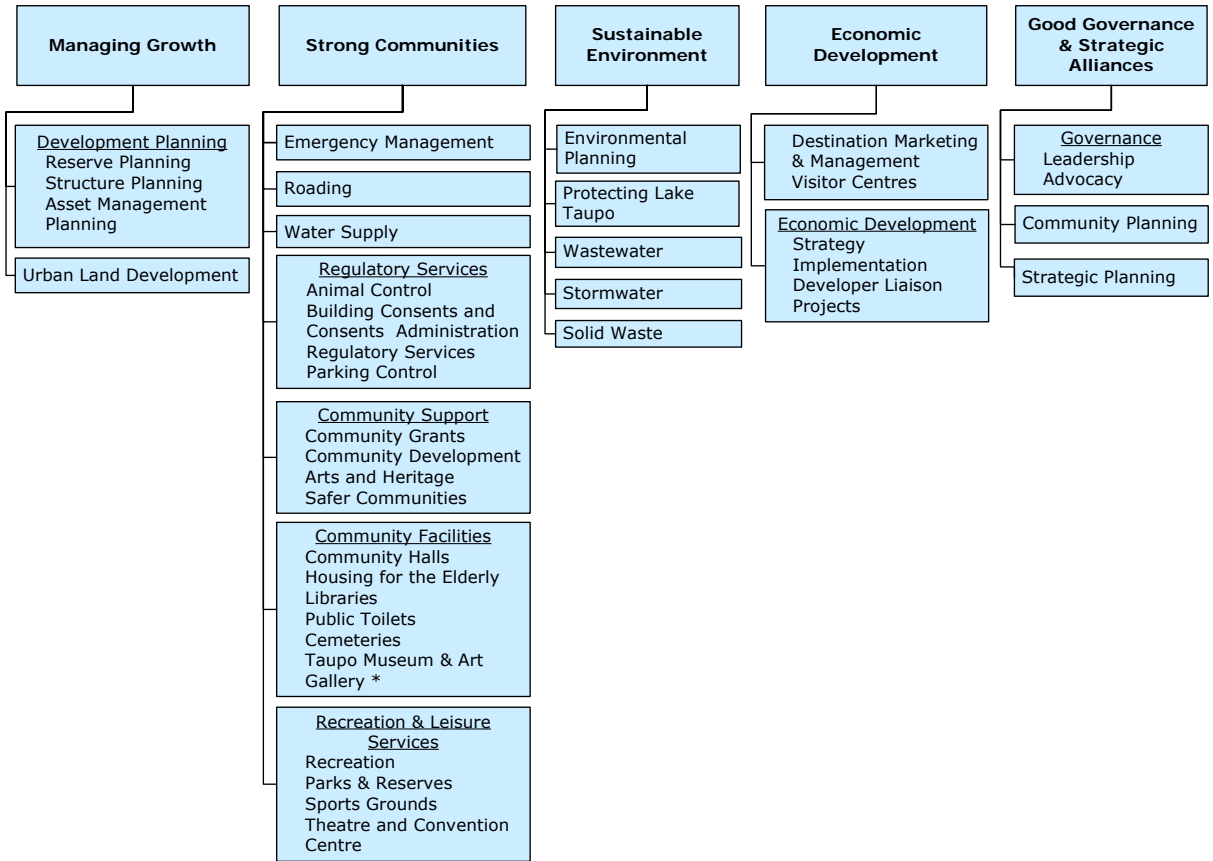 Managing Growth
Development Planning
Reserve Planning
Structure Planning
Asset Management
Planning
Urban Land Development
Strong Communities
Emergency Management
Roading
Water Supply
Regulatory Services
Animal Control
Building Consents and
Consents Administration
Regulatory Services
Parking Control
Community Support
Community Grants
Community Development
Arts and Heritage
Safer Communities
Community Facilities
Community Halls
Housing for the Elderly
Libraries
Public Toilets
Cemeteries
Taupo Museum & Art
Gallery *
Recreation & Leisure
Services
Recreation
Parks & Reserves
Sports Grounds
Theatre and Convention
Centre
Sustainable
Environment
Environmental
Planning
Protecting Lake
Taupo
Wastewater
Stormwater
Solid Waste
Economic
Development
Destination Marketing
& Management
Visitor Centres
Economic Development
Strategy
Implementation
Developer Liaison
Projects
Good Governance
& Strategic
Alliances
Governance
Leadership
Advocacy
Community Planning
Strategic Planning